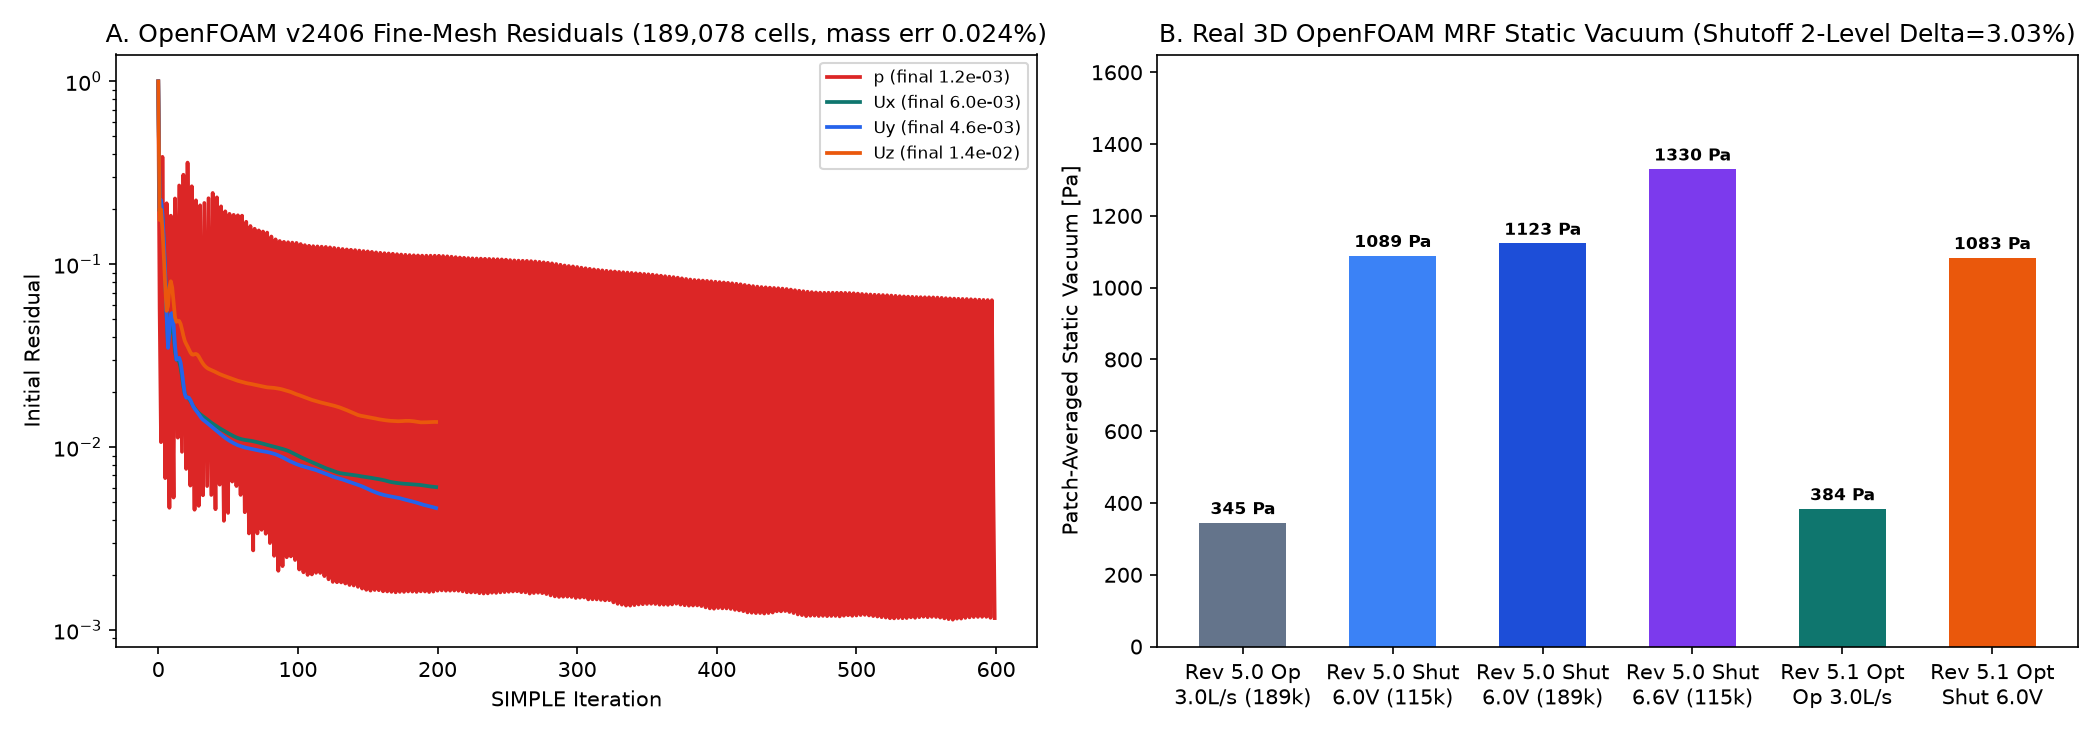 A. OpenFOAM v2406 Fine-Mesh Residuals (189,078 cells, mass err 0.024%)
10⁰
10⁻¹
10⁻²
10⁻³
Initial Residual
p (final 1.2e-03)
Ux (final 6.0e-03)
Uy (final 4.6e-03)
Uz (final 1.4e-02)
0 100 200 300 400 500 600
SIMPLE Iteration
B. Real 3D OpenFOAM MRF Static Vacuum (Shutoff 2-Level Delta=3.03%)
Patch-Averaged Static Vacuum [Pa]
1600
1400
1200
1000
800
600
400
200
0
345 Pa
1089 Pa
1123 Pa
1330 Pa
384 Pa
1083 Pa
Rev 5.0 Op
3.0L/s (189k)
Rev 5.0 Shut
6.0V (115k)
Rev 5.0 Shut
6.0V (189k)
Rev 5.0 Shut
6.6V (115k)
Rev 5.1 Opt
Op 3.0L/s
Rev 5.1 Opt
Shut 6.0V